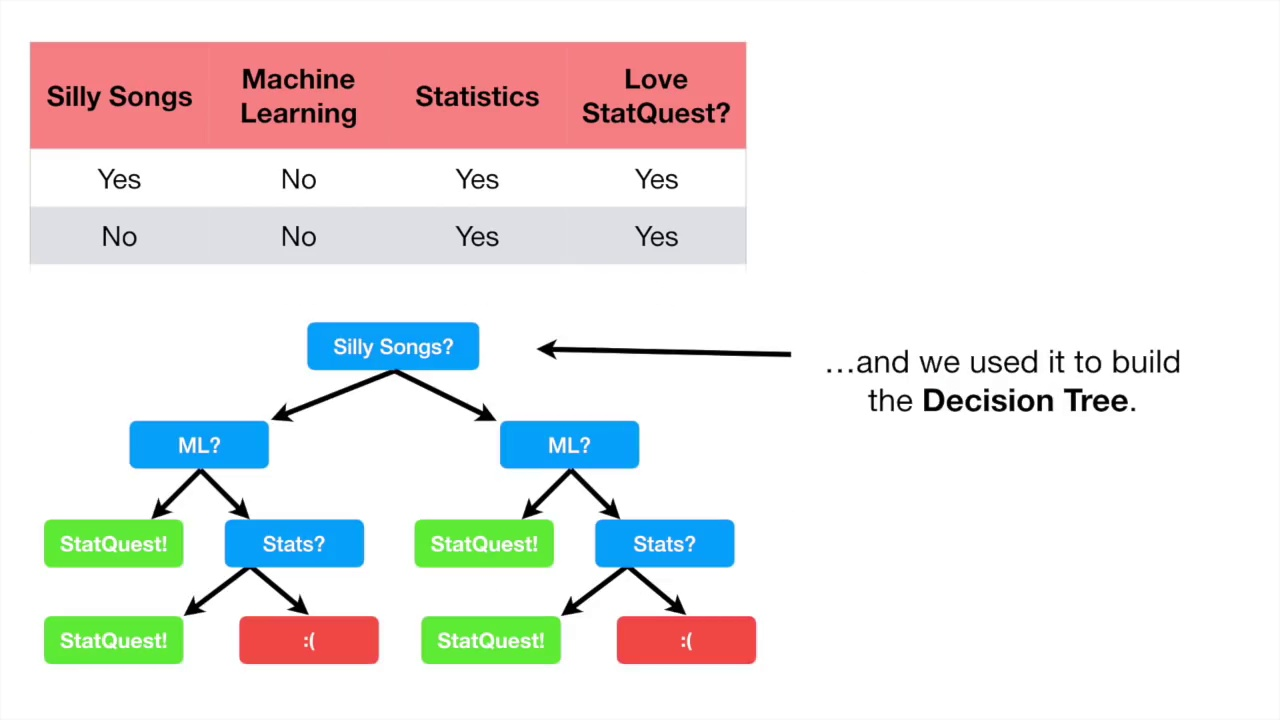 Silly Songs Machine Learning Statistics Love StatQuest?
Yes No Yes Yes
No No Yes Yes
Silly Songs?
…and we used it to build
the Decision Tree.
ML? ML?
StatQuest! Stats? StatQuest! Stats?
StatQuest! :( StatQuest! :(